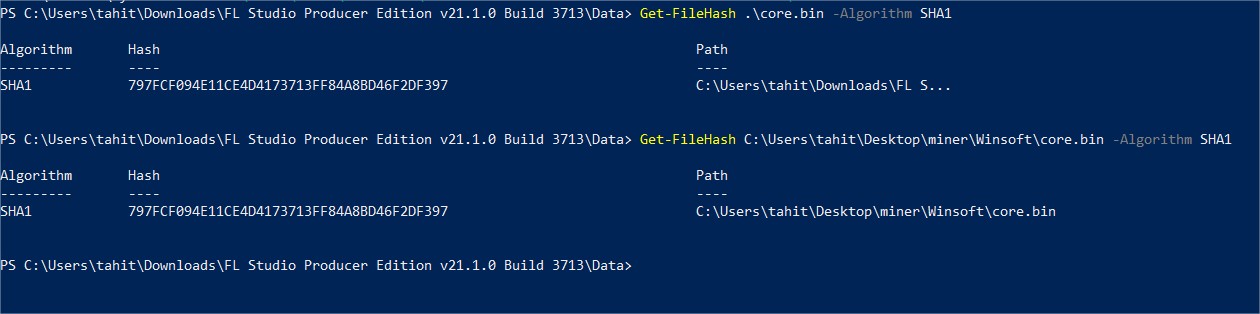 PS C:\Users\tahit\Downloads\FL Studio Producer Edition v21.1.0 Build 3713\Data> Get-FileHash .\core.bin -Algorithm SHA1
Algorithm Hash Path
--------- ---- ----
SHA1 797FCF094E11CE4D4173713FF84A8BD46F2DF397 C:\Users\tahit\Downloads\FL S...
PS C:\Users\tahit\Downloads\FL Studio Producer Edition v21.1.0 Build 3713\Data> Get-FileHash C:\Users\tahit\Desktop\miner\Winsoft\core.bin -Algorithm SHA1
Algorithm Hash Path
--------- ---- ----
SHA1 797FCF094E11CE4D4173713FF84A8BD46F2DF397 C:\Users\tahit\Desktop\miner\Winsoft\core.bin
PS C:\Users\tahit\Downloads\FL Studio Producer Edition v21.1.0 Build 3713\Data>